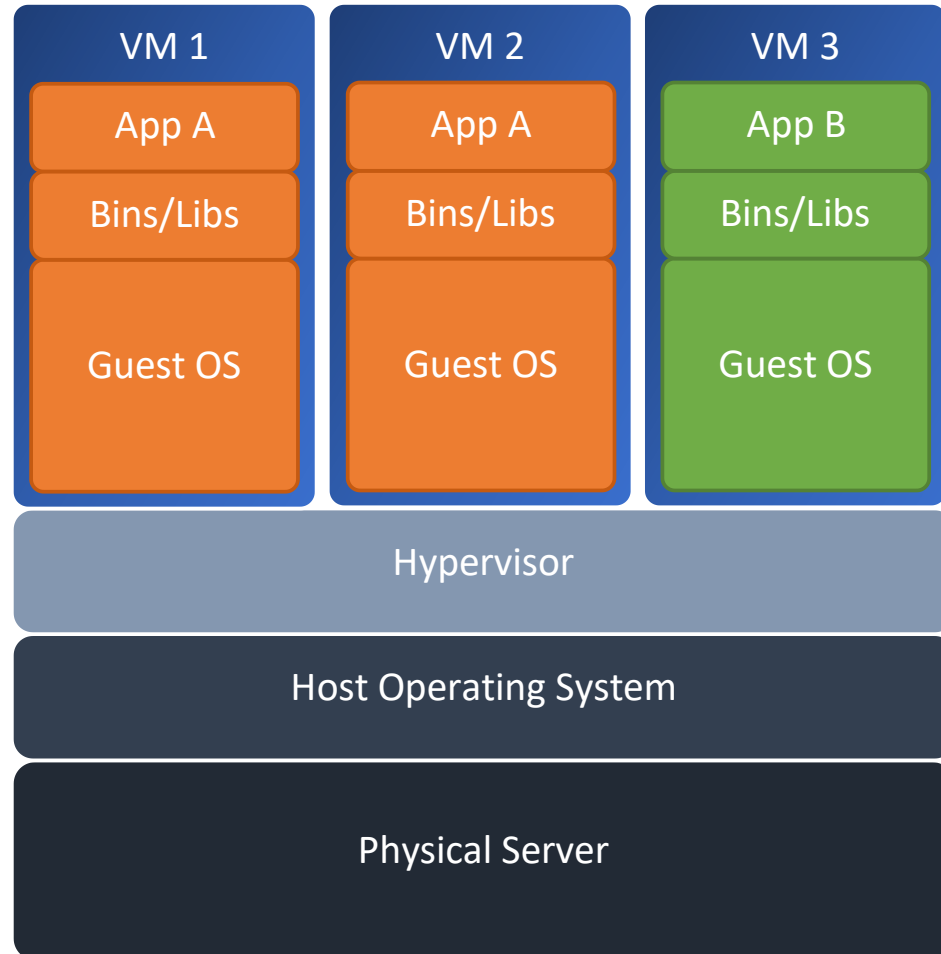 VM 1
App A
Bins/Libs
Guest OS
VM 2
App A
Bins/Libs
Guest OS
VM 3
App B
Bins/Libs
Guest OS
Hypervisor
Host Operating System
Physical Server